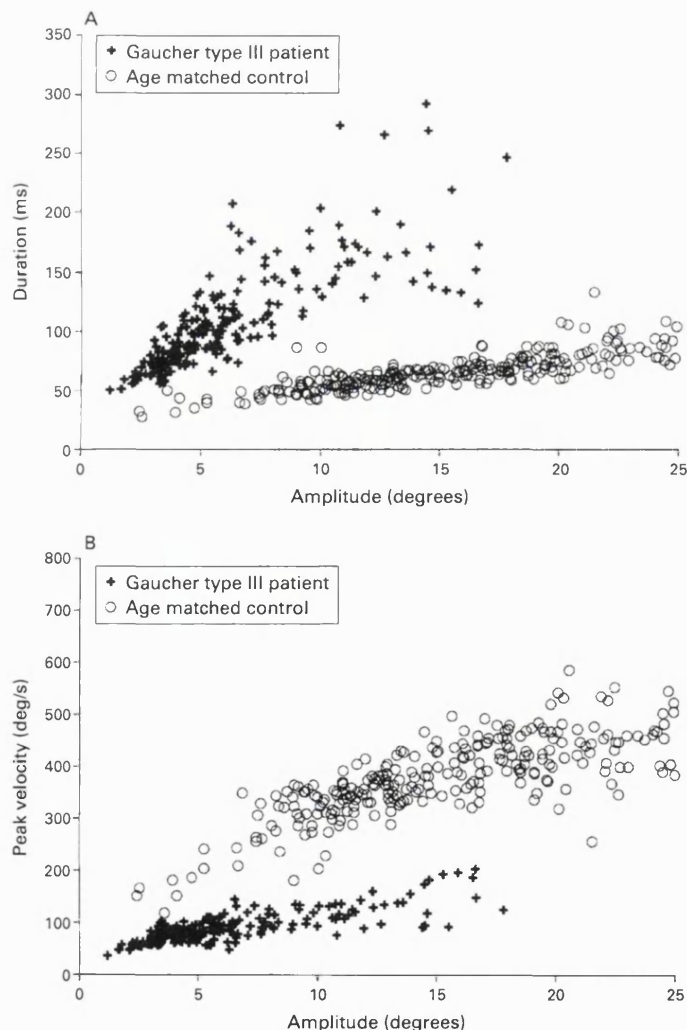 A
350
300
250
200
150
100
50
0
Duration (ms)
+ Gaucher type III patient
○ Age matched control
0 5 10 15 20 25
Amplitude (degrees)
B
800
700
600
500
400
300
200
100
0
Peak velocity (deg/s)
+ Gaucher type III patient
○ Age matched control
0 5 10 15 20 25
Amplitude (degrees)